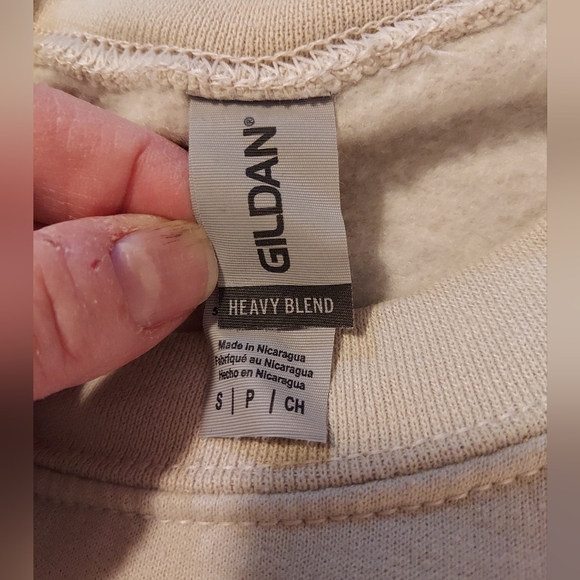 GILDAN®
HEAVY BLEND
Made in Nicaragua
Fabriqué au Nicaragua
Hecho en Nicaragua
S | P | CH